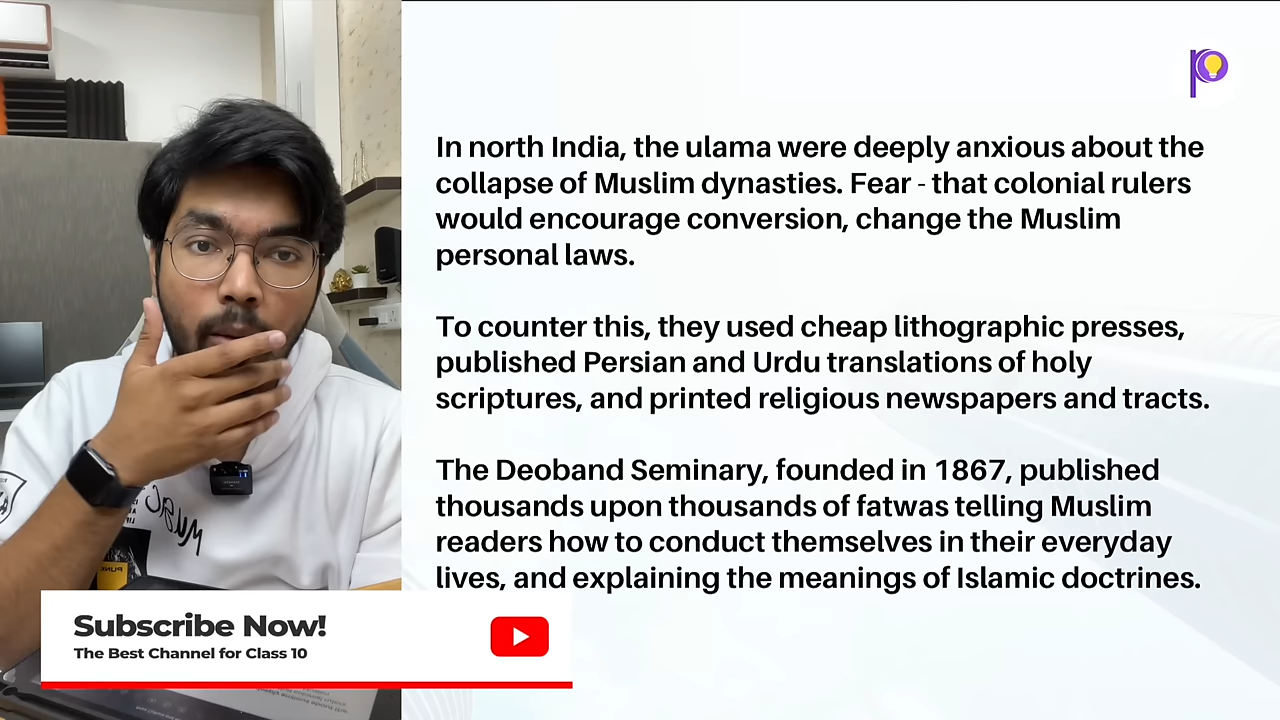 In north India, the ulama were deeply anxious about the
collapse of Muslim dynasties. Fear - that colonial rulers
would encourage conversion, change the Muslim
personal laws.
To counter this, they used cheap lithographic presses,
published Persian and Urdu translations of holy
scriptures, and printed religious newspapers and tracts.
The Deoband Seminary, founded in 1867, published
thousands upon thousands of fatwas telling Muslim
readers how to conduct themselves in their everyday
lives, and explaining the meanings of Islamic doctrines.
Subscribe Now!
The Best Channel for Class 10